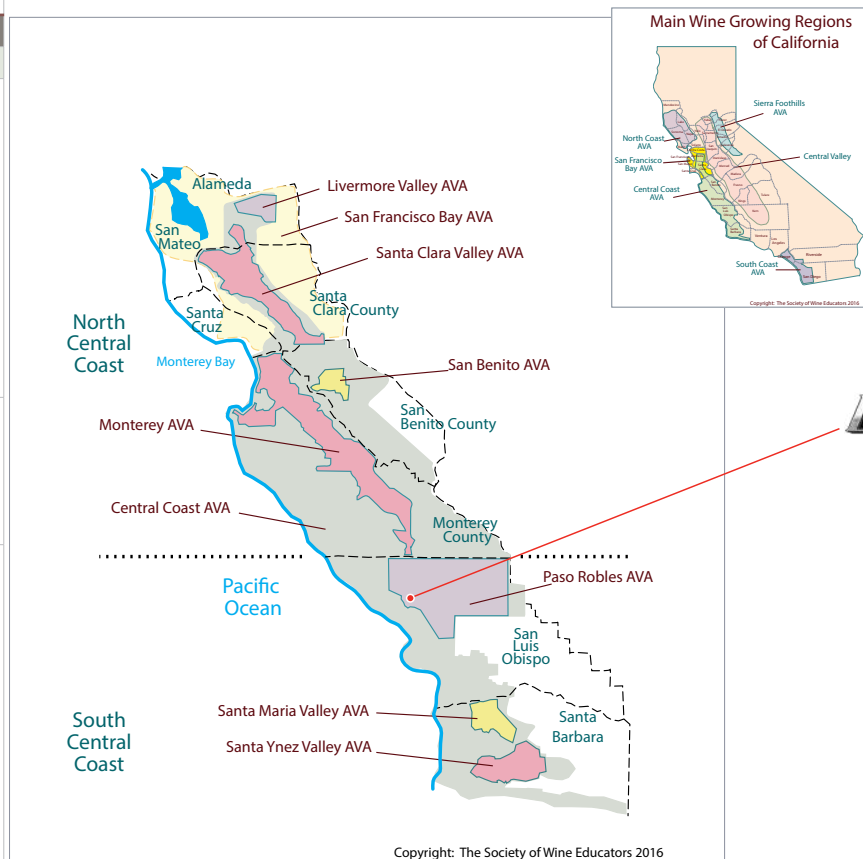 Main Wine Growing Regions
of California
Sierra Foothills
AVA
North Coast
AVA
Central Valley
San Francisco
Bay AVA
Central Coast
AVA
South Coast
AVA
Riverside
San Diego
Copyright: The Society of Wine Educators 2016
Alameda
Livermore Valley AVA
San Francisco Bay AVA
San
Mateo
Santa Clara Valley AVA
Santa
Clara County
Santa
Cruz
North
Central
Coast
Monterey Bay
San Benito AVA
San
Benito County
Monterey AVA
Central Coast AVA
Monterey
County
Pacific
Ocean
Paso Robles AVA
San
Luis
Obispo
Santa Maria Valley AVA
Santa
Barbara
South
Central
Coast
Santa Ynez Valley AVA
Copyright: The Society of Wine Educators 2016